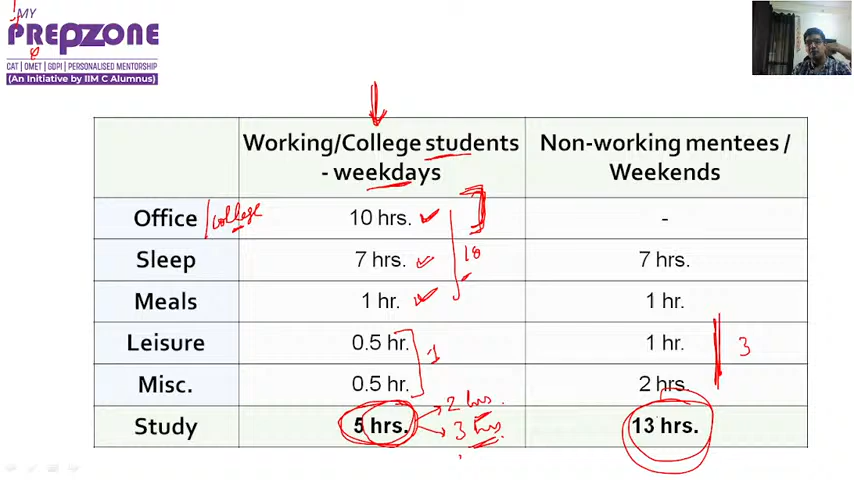 MY
PREPZONE
CAT | OMET | GDPI | PERSONALISED MENTORSHIP
(An Initiative by IIM C Alumnus)
Working/College students - weekdays
Non-working mentees / Weekends
Office /college 10 hrs. -
Sleep 7 hrs. 18 7 hrs.
Meals 1 hr. 1 hr.
Leisure 0.5 hr. 1 1 hr. 3
Misc. 0.5 hr. 2 hrs.
2 hrs.
Study 5 hrs. 13 hrs.
3 hrs.